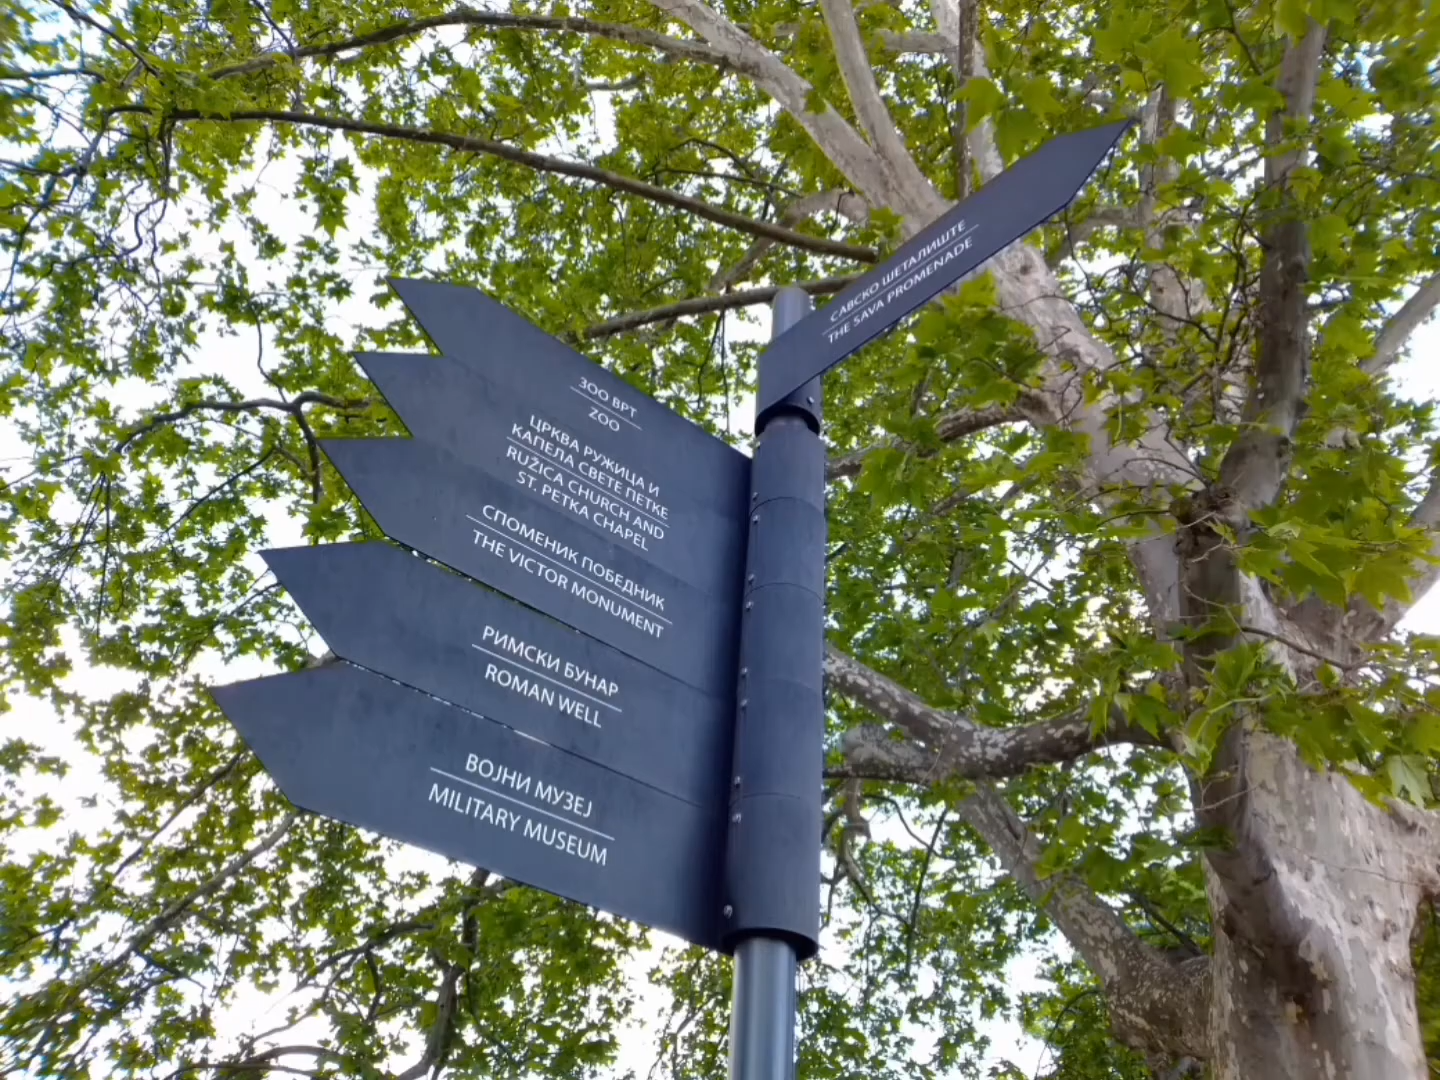 САВСКО ШЕТАЛИШТЕ
THE SAVA PROMENADE
ЗОО ВРТ
ZOO
ЦРКВА РУЖИЦА И
КАПЕЛА СВЕТЕ ПЕТКЕ
RUŽICA CHURCH AND
ST. PETKA CHAPEL
СПОМЕНИК ПОБЕДНИК
THE VICTOR MONUMENT
РИМСКИ БУНАР
ROMAN WELL
ВОЈНИ МУЗЕЈ
MILITARY MUSEUM